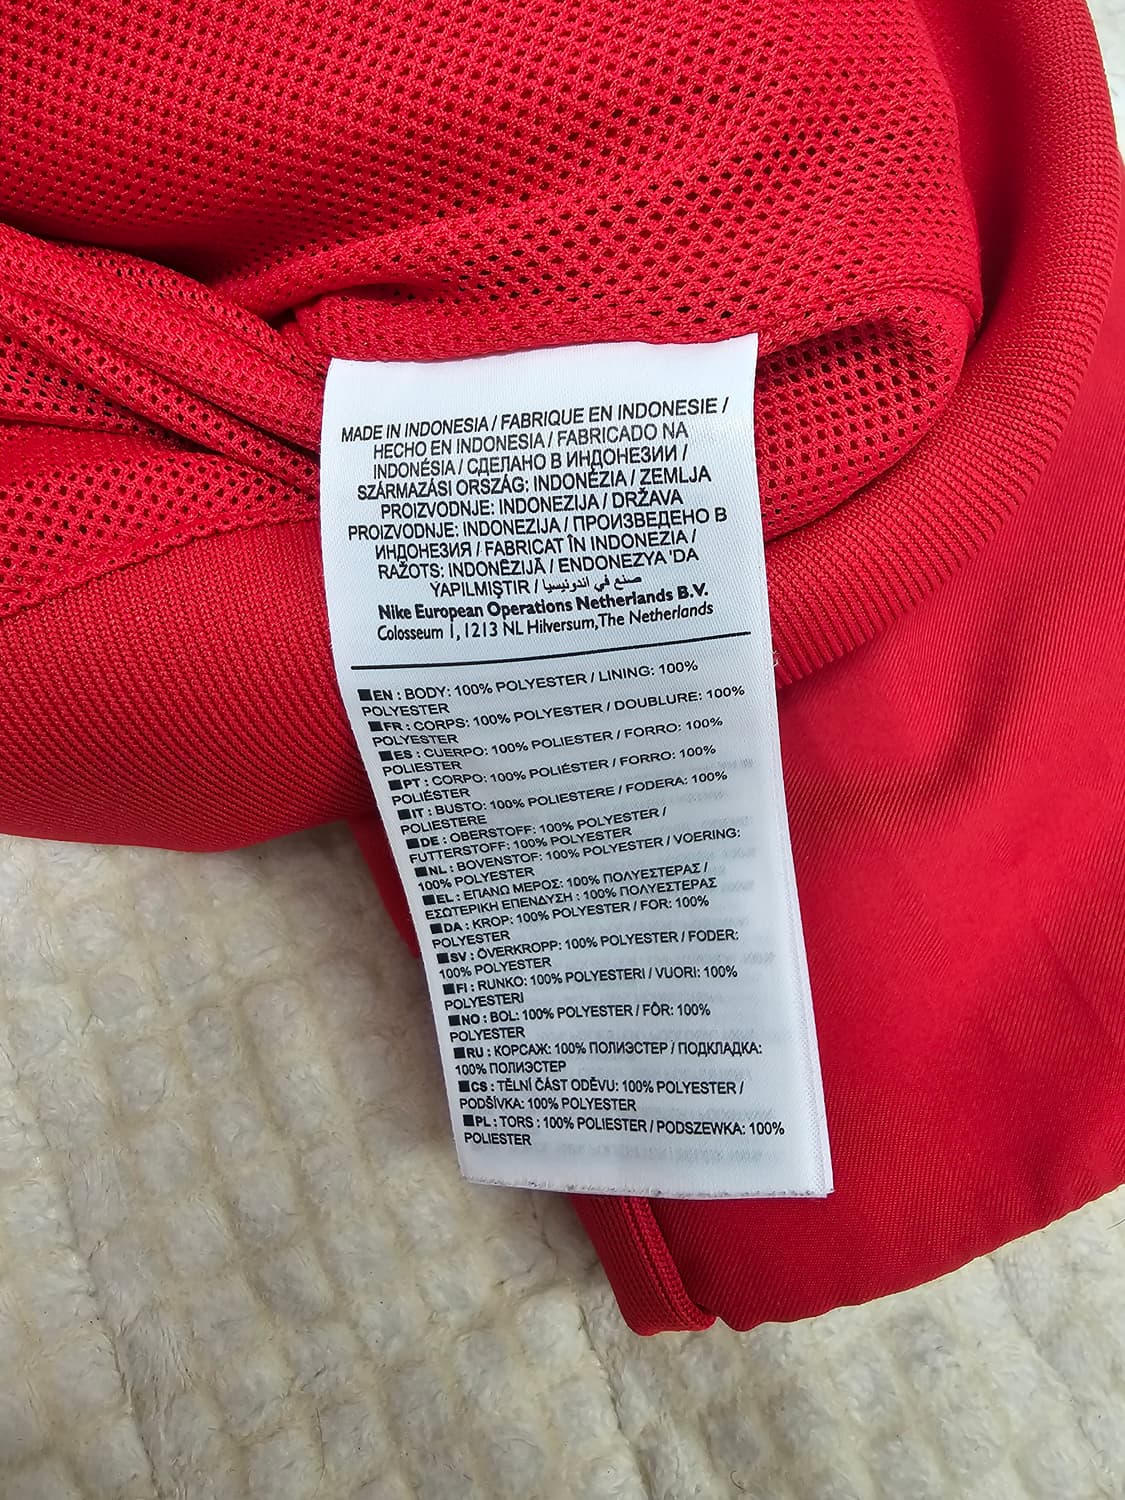 MADE IN INDONESIA / FABRIQUE EN INDONESIE /
HECHO EN INDONESIA / FABRICADO NA
INDONÉSIA / СДЕЛАНО В ИНДОНЕЗИИ /
SZÁRMAZÁSI ORSZÁG: INDONÉZIA / ZEMLJA
PROIZVODNJE: INDONEZIJA / DRŽAVA
PROIZVODNJE: INDONEZIJA / ПРОИЗВЕДЕНО В
ИНДОНЕЗИЯ / FABRICAT ÎN INDONEZIA /
RAŽOTS: INDONĒZIJĀ / ENDONEZYA 'DA
YAPILMIŞTIR / صنع في اندونيسيا
Nike European Operations Netherlands B.V.
Colosseum 1, 1213 NL Hilversum,The Netherlands
■EN : BODY: 100% POLYESTER / LINING: 100%
POLYESTER
■FR : CORPS: 100% POLYESTER / DOUBLURE: 100%
POLYESTER
■ES : CUERPO: 100% POLIESTER / FORRO: 100%
POLIESTER
■PT : CORPO: 100% POLIÉSTER / FORRO: 100%
POLIÉSTER
■IT : BUSTO: 100% POLIESTERE / FODERA: 100%
POLIESTERE
■DE : OBERSTOFF: 100% POLYESTER /
FUTTERSTOFF: 100% POLYESTER
■NL : BOVENSTOF: 100% POLYESTER / VOERING:
100% POLYESTER
■EL : ΕΠΑΝΩ ΜΕΡΟΣ: 100% ΠΟΛΥΕΣΤΕΡΑΣ /
ΕΣΩΤΕΡΙΚΗ ΕΠΕΝΔΥΣΗ : 100% ΠΟΛΥΕΣΤΕΡΑΣ
■DA : KROP: 100% POLYESTER / FOR: 100%
POLYESTER
■SV : ÖVERKROPP: 100% POLYESTER / FODER:
100% POLYESTER
■FI : RUNKO: 100% POLYESTERI / VUORI: 100%
POLYESTERI
■NO : BOL: 100% POLYESTER / FÔR: 100%
POLYESTER
■RU : КОРСАЖ: 100% ПОЛИЭСТЕР / ПОДКЛАДКА:
100% ПОЛИЭСТЕР
■CS : TĚLNÍ ČÁST ODĚVU: 100% POLYESTER /
PODŠÍVKA: 100% POLYESTER
■PL : TORS : 100% POLIESTER / PODSZEWKA: 100%
POLIESTER